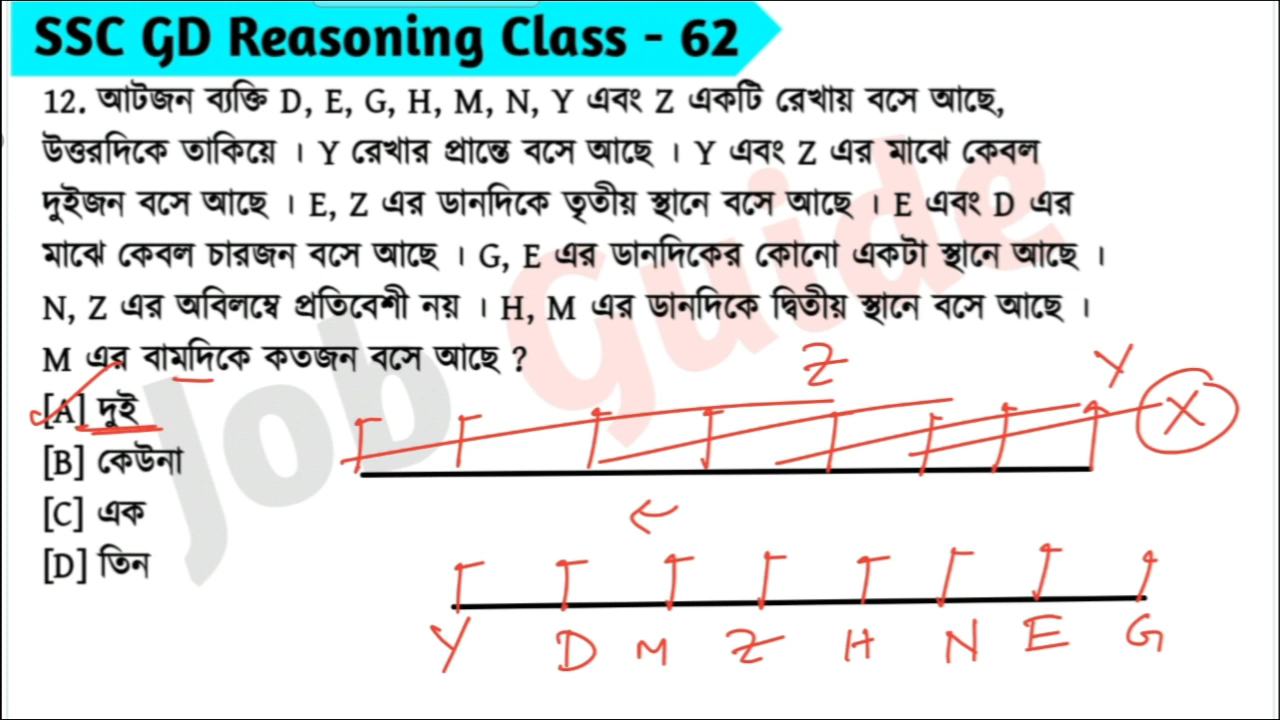 SSC GD Reasoning Class - 62
12. আটজন ব্যক্তি D, E, G, H, M, N, Y এবং Z একটি রেখায় বসে আছে,
উত্তরদিকে তাকিয়ে । Y রেখার প্রান্তে বসে আছে । Y এবং Z এর মাঝে কেবল
দুইজন বসে আছে । E, Z এর ডানদিকে তৃতীয় স্থানে বসে আছে । E এবং D এর
মাঝে কেবল চারজন বসে আছে । G, E এর ডানদিকের কোনো একটা স্থানে আছে ।
N, Z এর অবিলম্বে প্রতিবেশী নয় । H, M এর ডানদিকে দ্বিতীয় স্থানে বসে আছে ।
M এর বামদিকে কতজন বসে আছে ?
[A] দুই
[B] কেউনা
[C] এক
[D] তিন
Z Y
X
Y D M Z H N E G
Job Guide